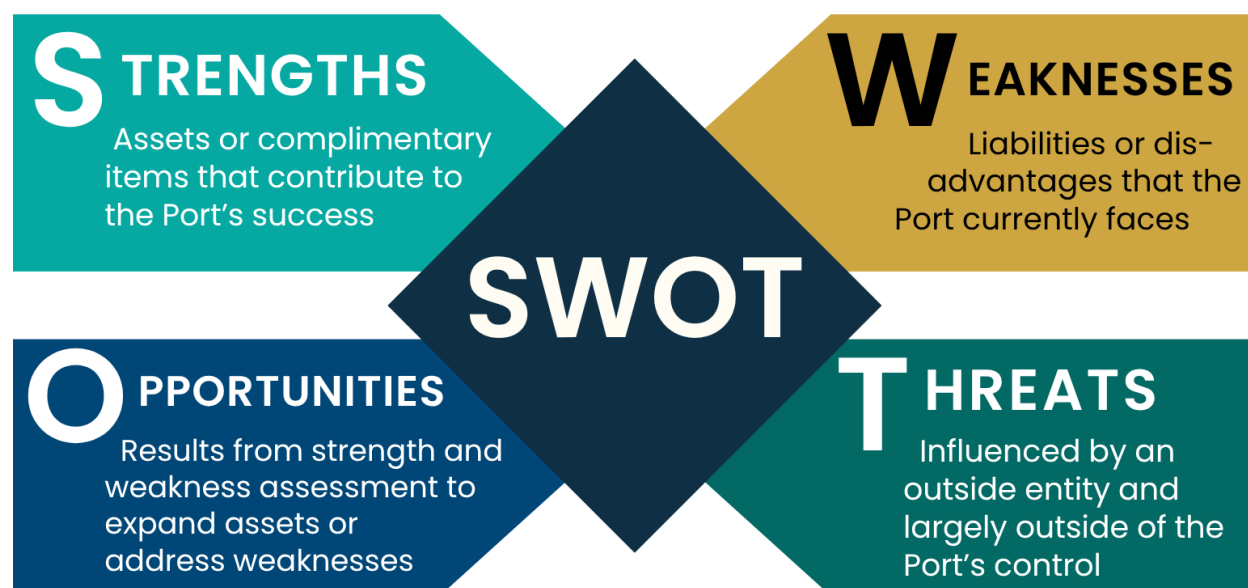 STRENGTHS
Assets or complimentary
items that contribute to
the Port’s success
WEAKNESSES
Liabilities or dis-
advantages that the
Port currently faces
SWOT
OPPORTUNITIES
Results from strength and
weakness assessment to
expand assets or
address weaknesses
THREATS
Influenced by an
outside entity and
largely outside of the
Port’s control